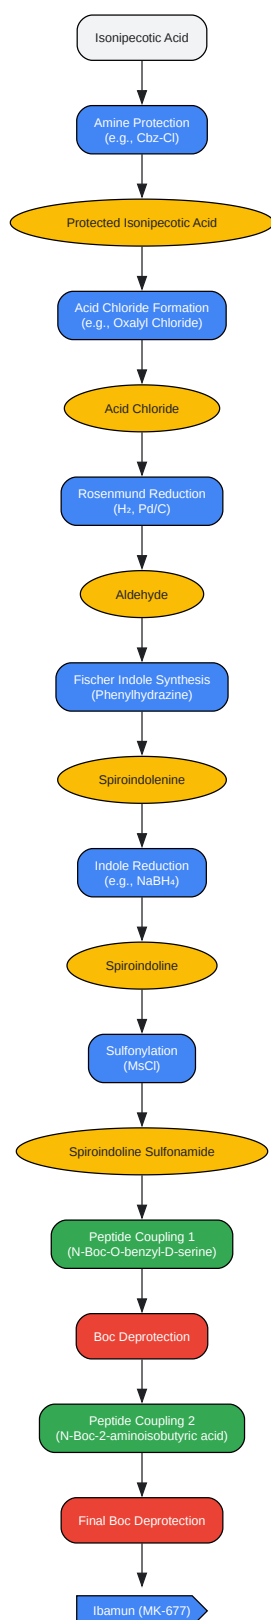 Isonipecotic Acid
Amine Protection
(e.g., Cbz-Cl)
Protected Isonipecotic Acid
Acid Chloride Formation
(e.g., Oxalyl Chloride)
Acid Chloride
Rosenmund Reduction
(H₂, Pd/C)
Aldehyde
Fischer Indole Synthesis
(Phenylhydrazine)
Spiroindolenine
Indole Reduction
(e.g., NaBH₄)
Spiroindoline
Sulfonylation
(MsCl)
Spiroindoline Sulfonamide
Peptide Coupling 1
(N-Boc-O-benzyl-D-serine)
Boc Deprotection
Peptide Coupling 2
(N-Boc-2-aminoisobutyric acid)
Final Boc Deprotection
Ibamun (MK-677)